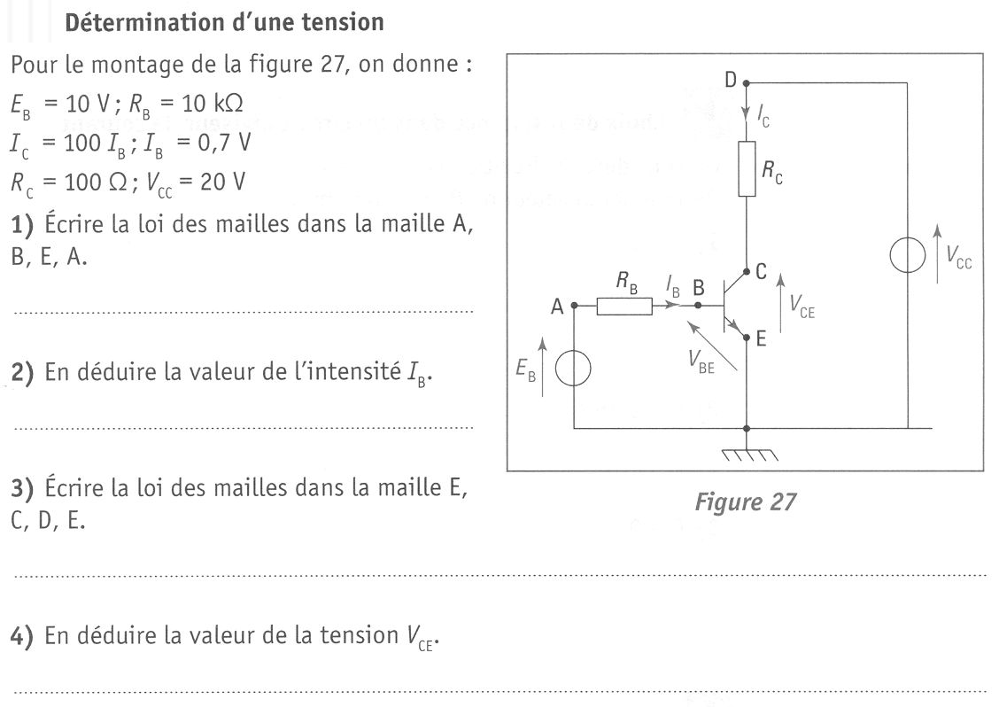 Détermination d'une tension
Pour le montage de la figure 27, on donne :
E_B = 10 V ; R_B = 10 kΩ
I_C = 100 I_B ; I_B = 0,7 V
R_C = 100 Ω ; V_CC = 20 V
1) Écrire la loi des mailles dans la maille A,
B, E, A.
2) En déduire la valeur de l'intensité I_B.
3) Écrire la loi des mailles dans la maille E,
C, D, E.
4) En déduire la valeur de la tension V_CE.
D
I_C
R_C
C
V_CC
R_B
I_B
B
A
V_CE
E
V_BE
E_B
Figure 27